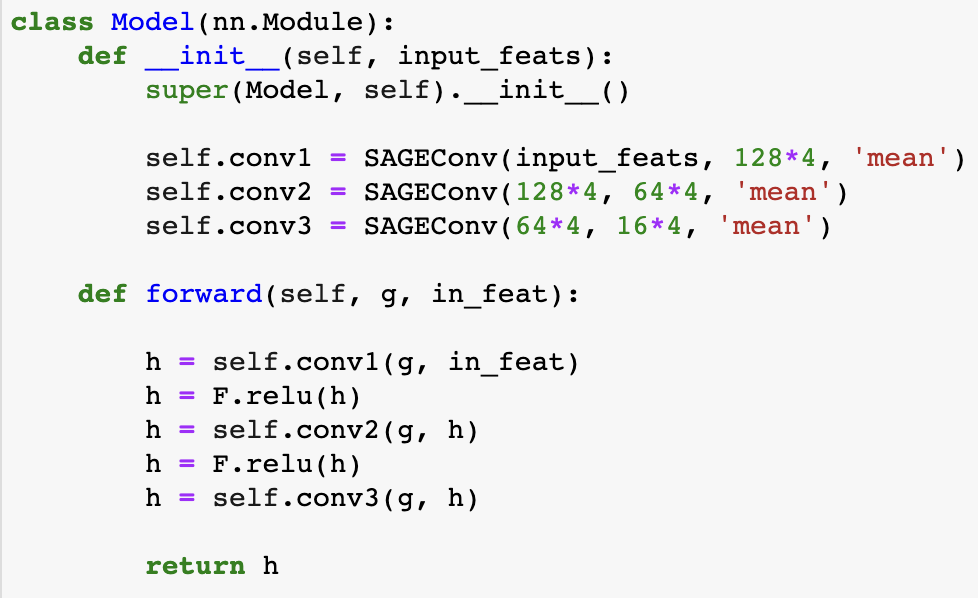 class Model(nn.Module):
    def __init__(self, input_feats):
        super(Model, self).__init__()

        self.conv1 = SAGEConv(input_feats, 128*4, 'mean')
        self.conv2 = SAGEConv(128*4, 64*4, 'mean')
        self.conv3 = SAGEConv(64*4, 16*4, 'mean')

    def forward(self, g, in_feat):

        h = self.conv1(g, in_feat)
        h = F.relu(h)
        h = self.conv2(g, h)
        h = F.relu(h)
        h = self.conv3(g, h)

        return h